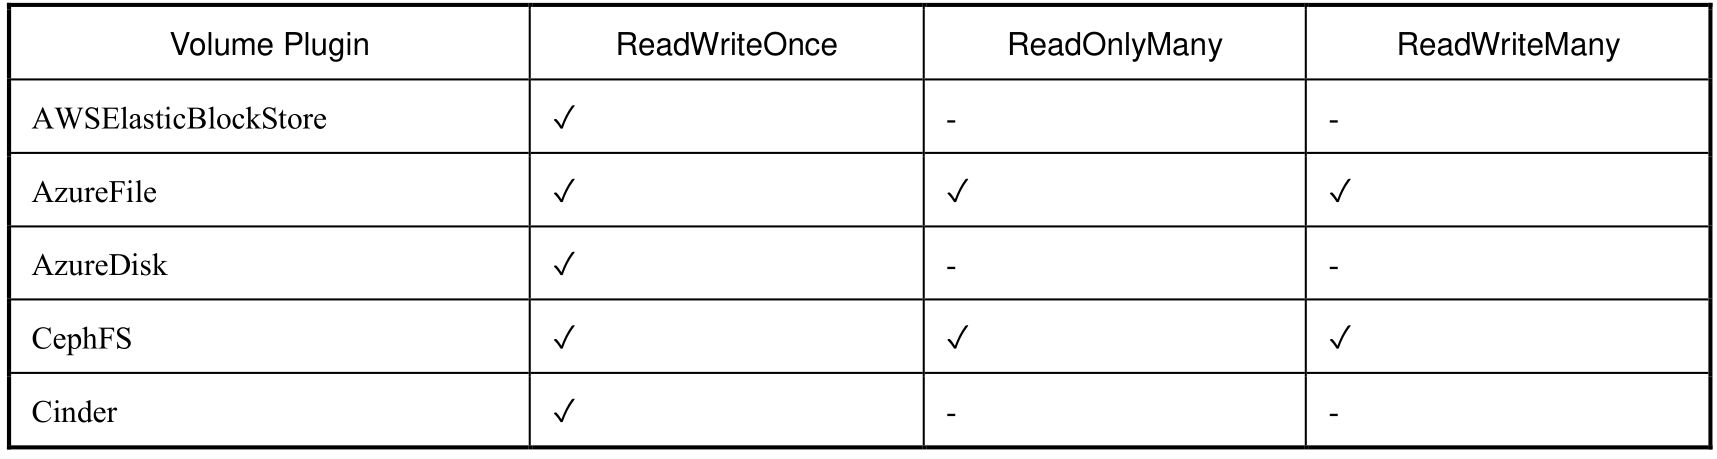 Volume Plugin ReadWriteOnce ReadOnlyMany ReadWriteMany
AWSElasticBlockStore ✓ - -
AzureFile ✓ ✓ ✓
AzureDisk ✓ - -
CephFS ✓ ✓ ✓
Cinder ✓ - -